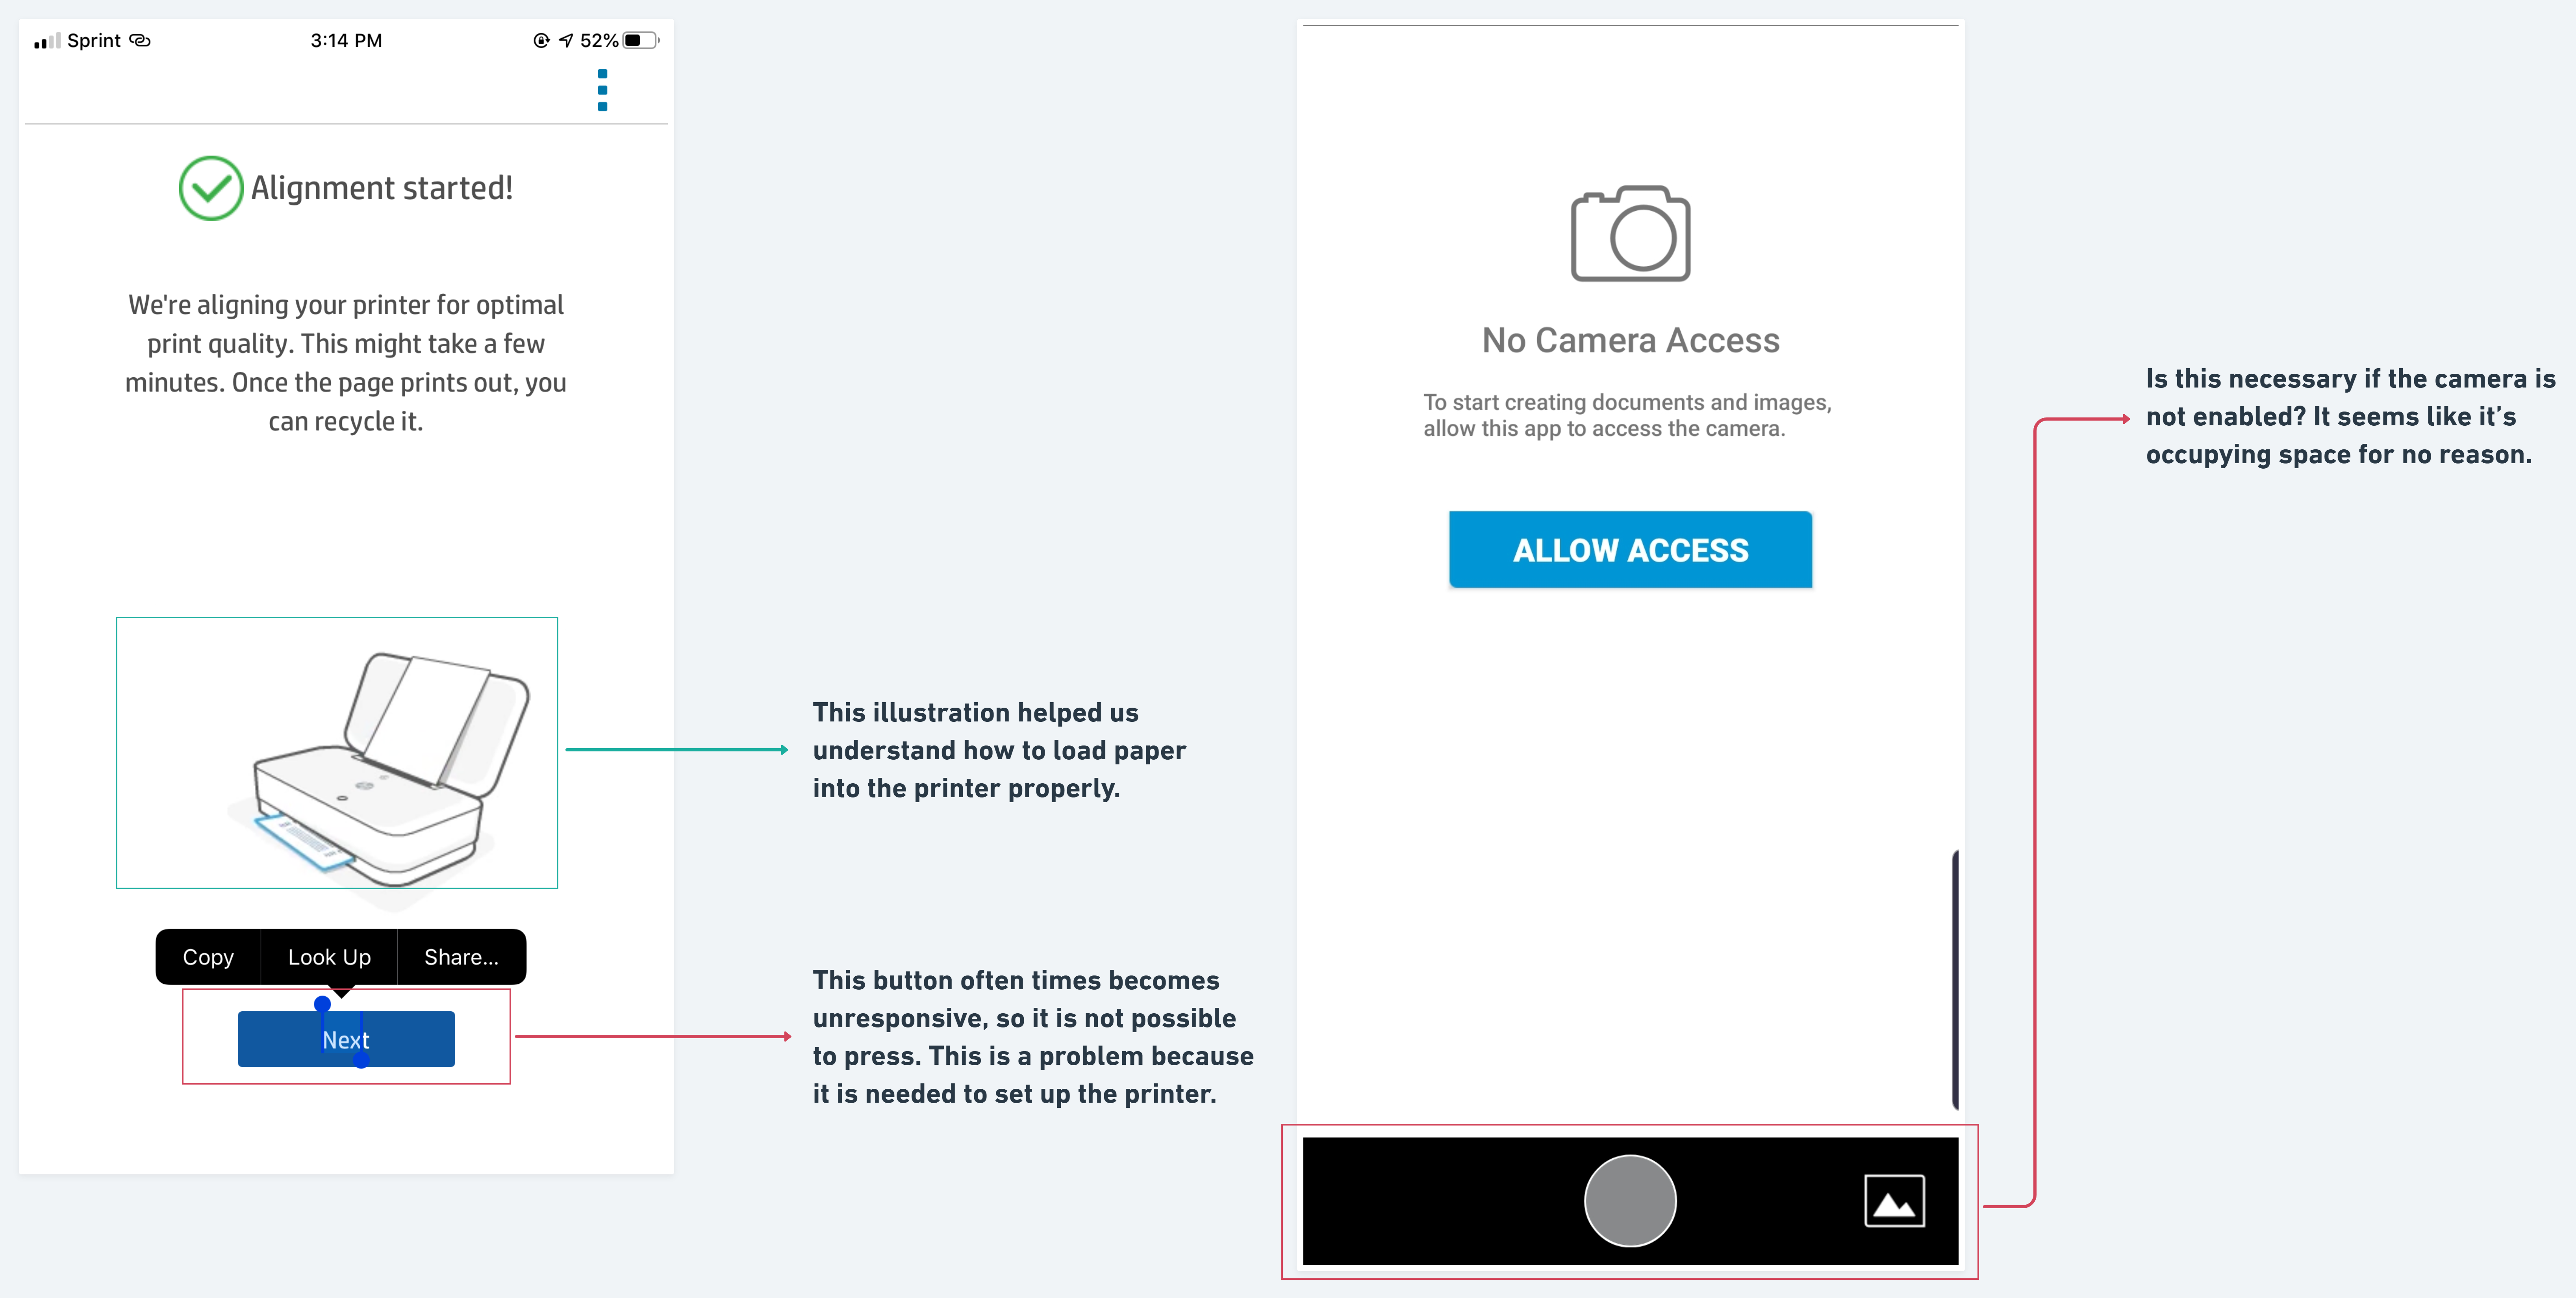 Sprint
3:14 PM
52%
Alignment started!
We're aligning your printer for optimal
print quality. This might take a few
minutes. Once the page prints out, you
can recycle it.
Copy
Look Up
Share...
Next
This illustration helped us
understand how to load paper
into the printer properly.
This button often times becomes
unresponsive, so it is not possible
to press. This is a problem because
it is needed to set up the printer.
No Camera Access
To start creating documents and images,
allow this app to access the camera.
ALLOW ACCESS
Is this necessary if the camera is
not enabled? It seems like it’s
occupying space for no reason.